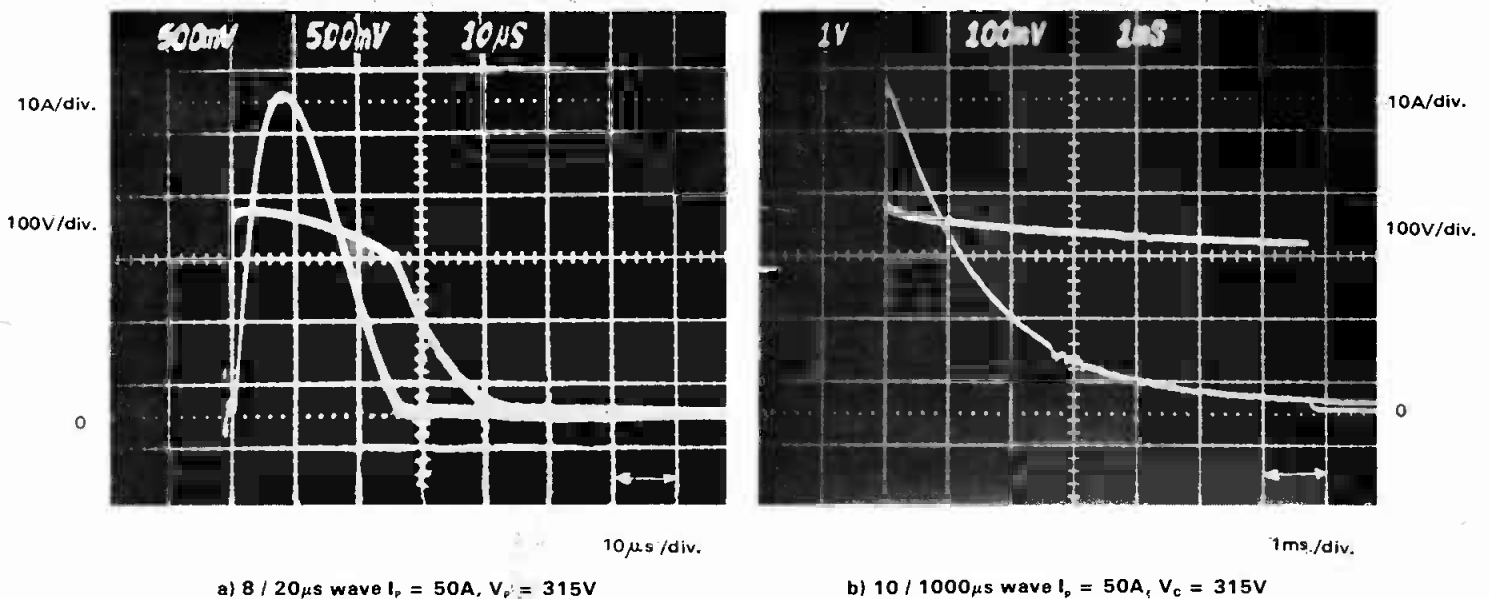 500mV 500mV 10µS
1V 100mV 1mS
10A/div.
100V/div.
0
10A/div.
100V/div.
0
10µs/div.
1ms./div.
a) 8 / 20µs wave Iₚ = 50A, Vₚ = 315V
b) 10 / 1000µs wave Iₚ = 50A, V꜀ = 315V